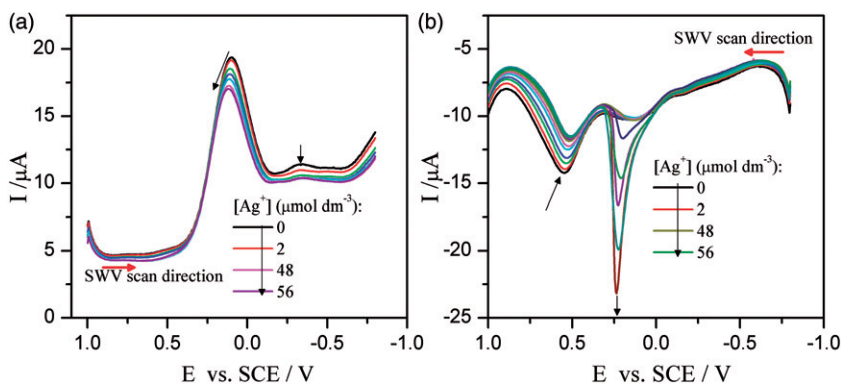 (a)
20
15
10
5
0
I /μA
SWV scan direction
[Ag⁺] (μmol dm⁻³):
0
2
48
56
1.0 0.5 0.0 -0.5 -1.0
E vs. SCE / V
(b)
-5
-10
-15
-20
-25
I /μA
SWV scan direction
[Ag⁺] (μmol dm⁻³):
0
2
48
56
1.0 0.5 0.0 -0.5 -1.0
E vs. SCE / V